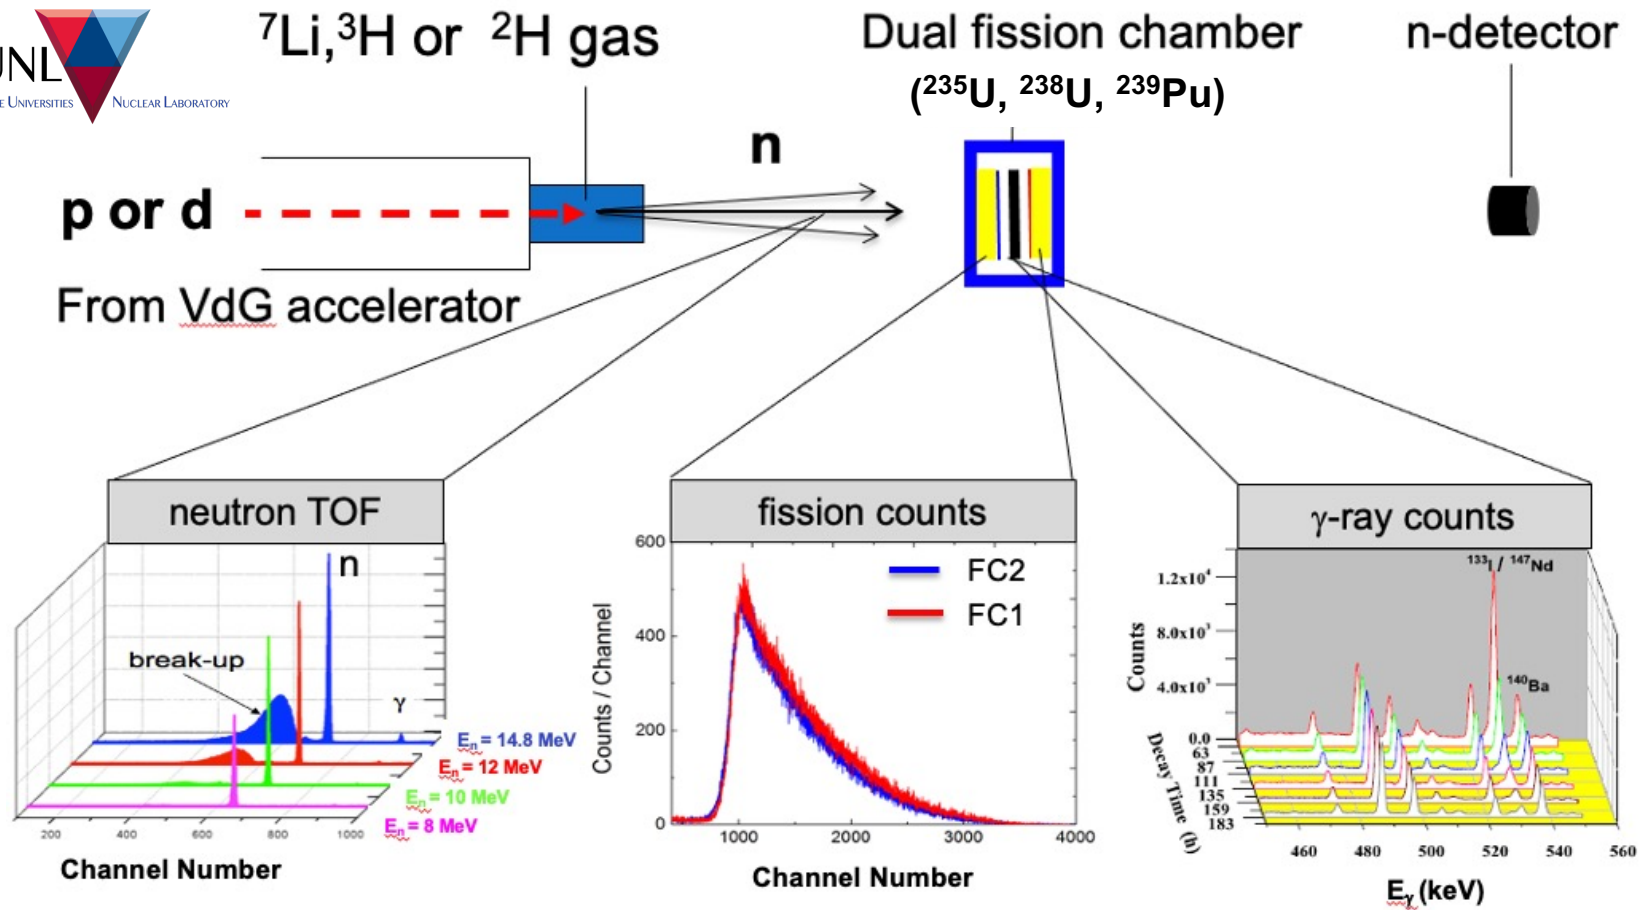 UNL
E UNIVERSITIES NUCLEAR LABORATORY
⁷Li,³H or ²H gas
Dual fission chamber
(²³⁵U, ²³⁸U, ²³⁹Pu)
n-detector
n
p or d
From VdG accelerator
neutron TOF
n
break-up
γ
Eₙ = 14.8 MeV
Eₙ = 12 MeV
Eₙ = 10 MeV
Eₙ = 8 MeV
200 400 600 800 1000
Channel Number
fission counts
600
400
200
0
Counts / Channel
FC2
FC1
1000 2000 3000 4000
Channel Number
γ-ray counts
¹³³I / ¹⁴⁷Nd
¹⁴⁰Ba
1.2x10⁴
8.0x10³
4.0x10³
0.0
Counts
63
87
111
135
159
183
Decay Time (h)
460 480 500 520 540 560
Eγ (keV)